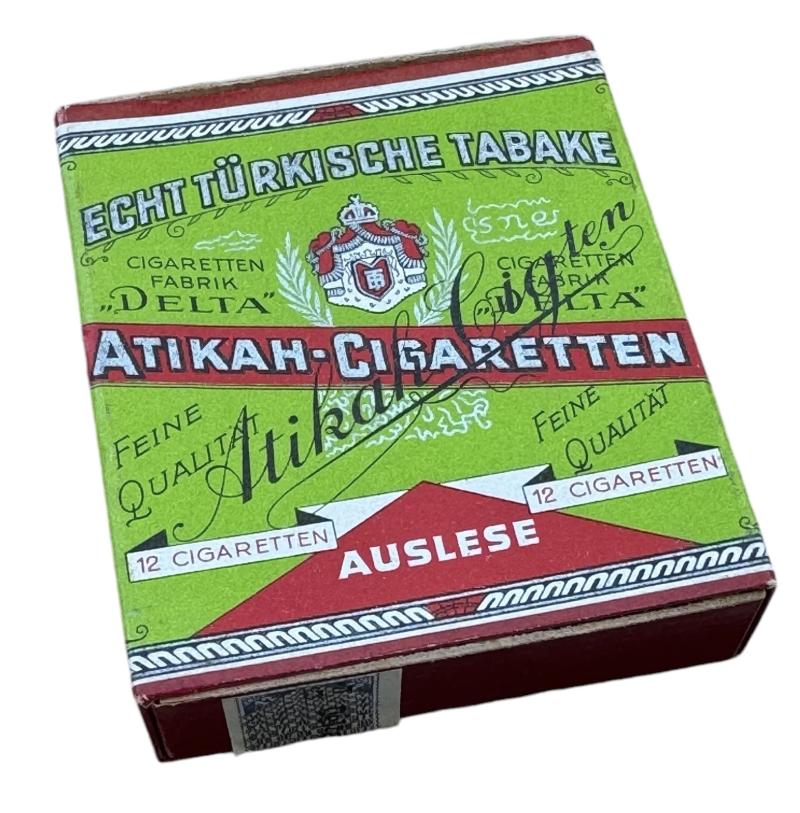 ECHT TÜRKISCHE TABAKE
CIGARETTEN
FABRIK
„DELTA“
CIGARETTEN
FABRIK
„DELTA“
ATIKAH-CIGARETTEN
Atikah Cigten
FEINE
QUALITÄT
FEINE
QUALITÄT
12 CIGARETTEN
12 CIGARETTEN
AUSLESE